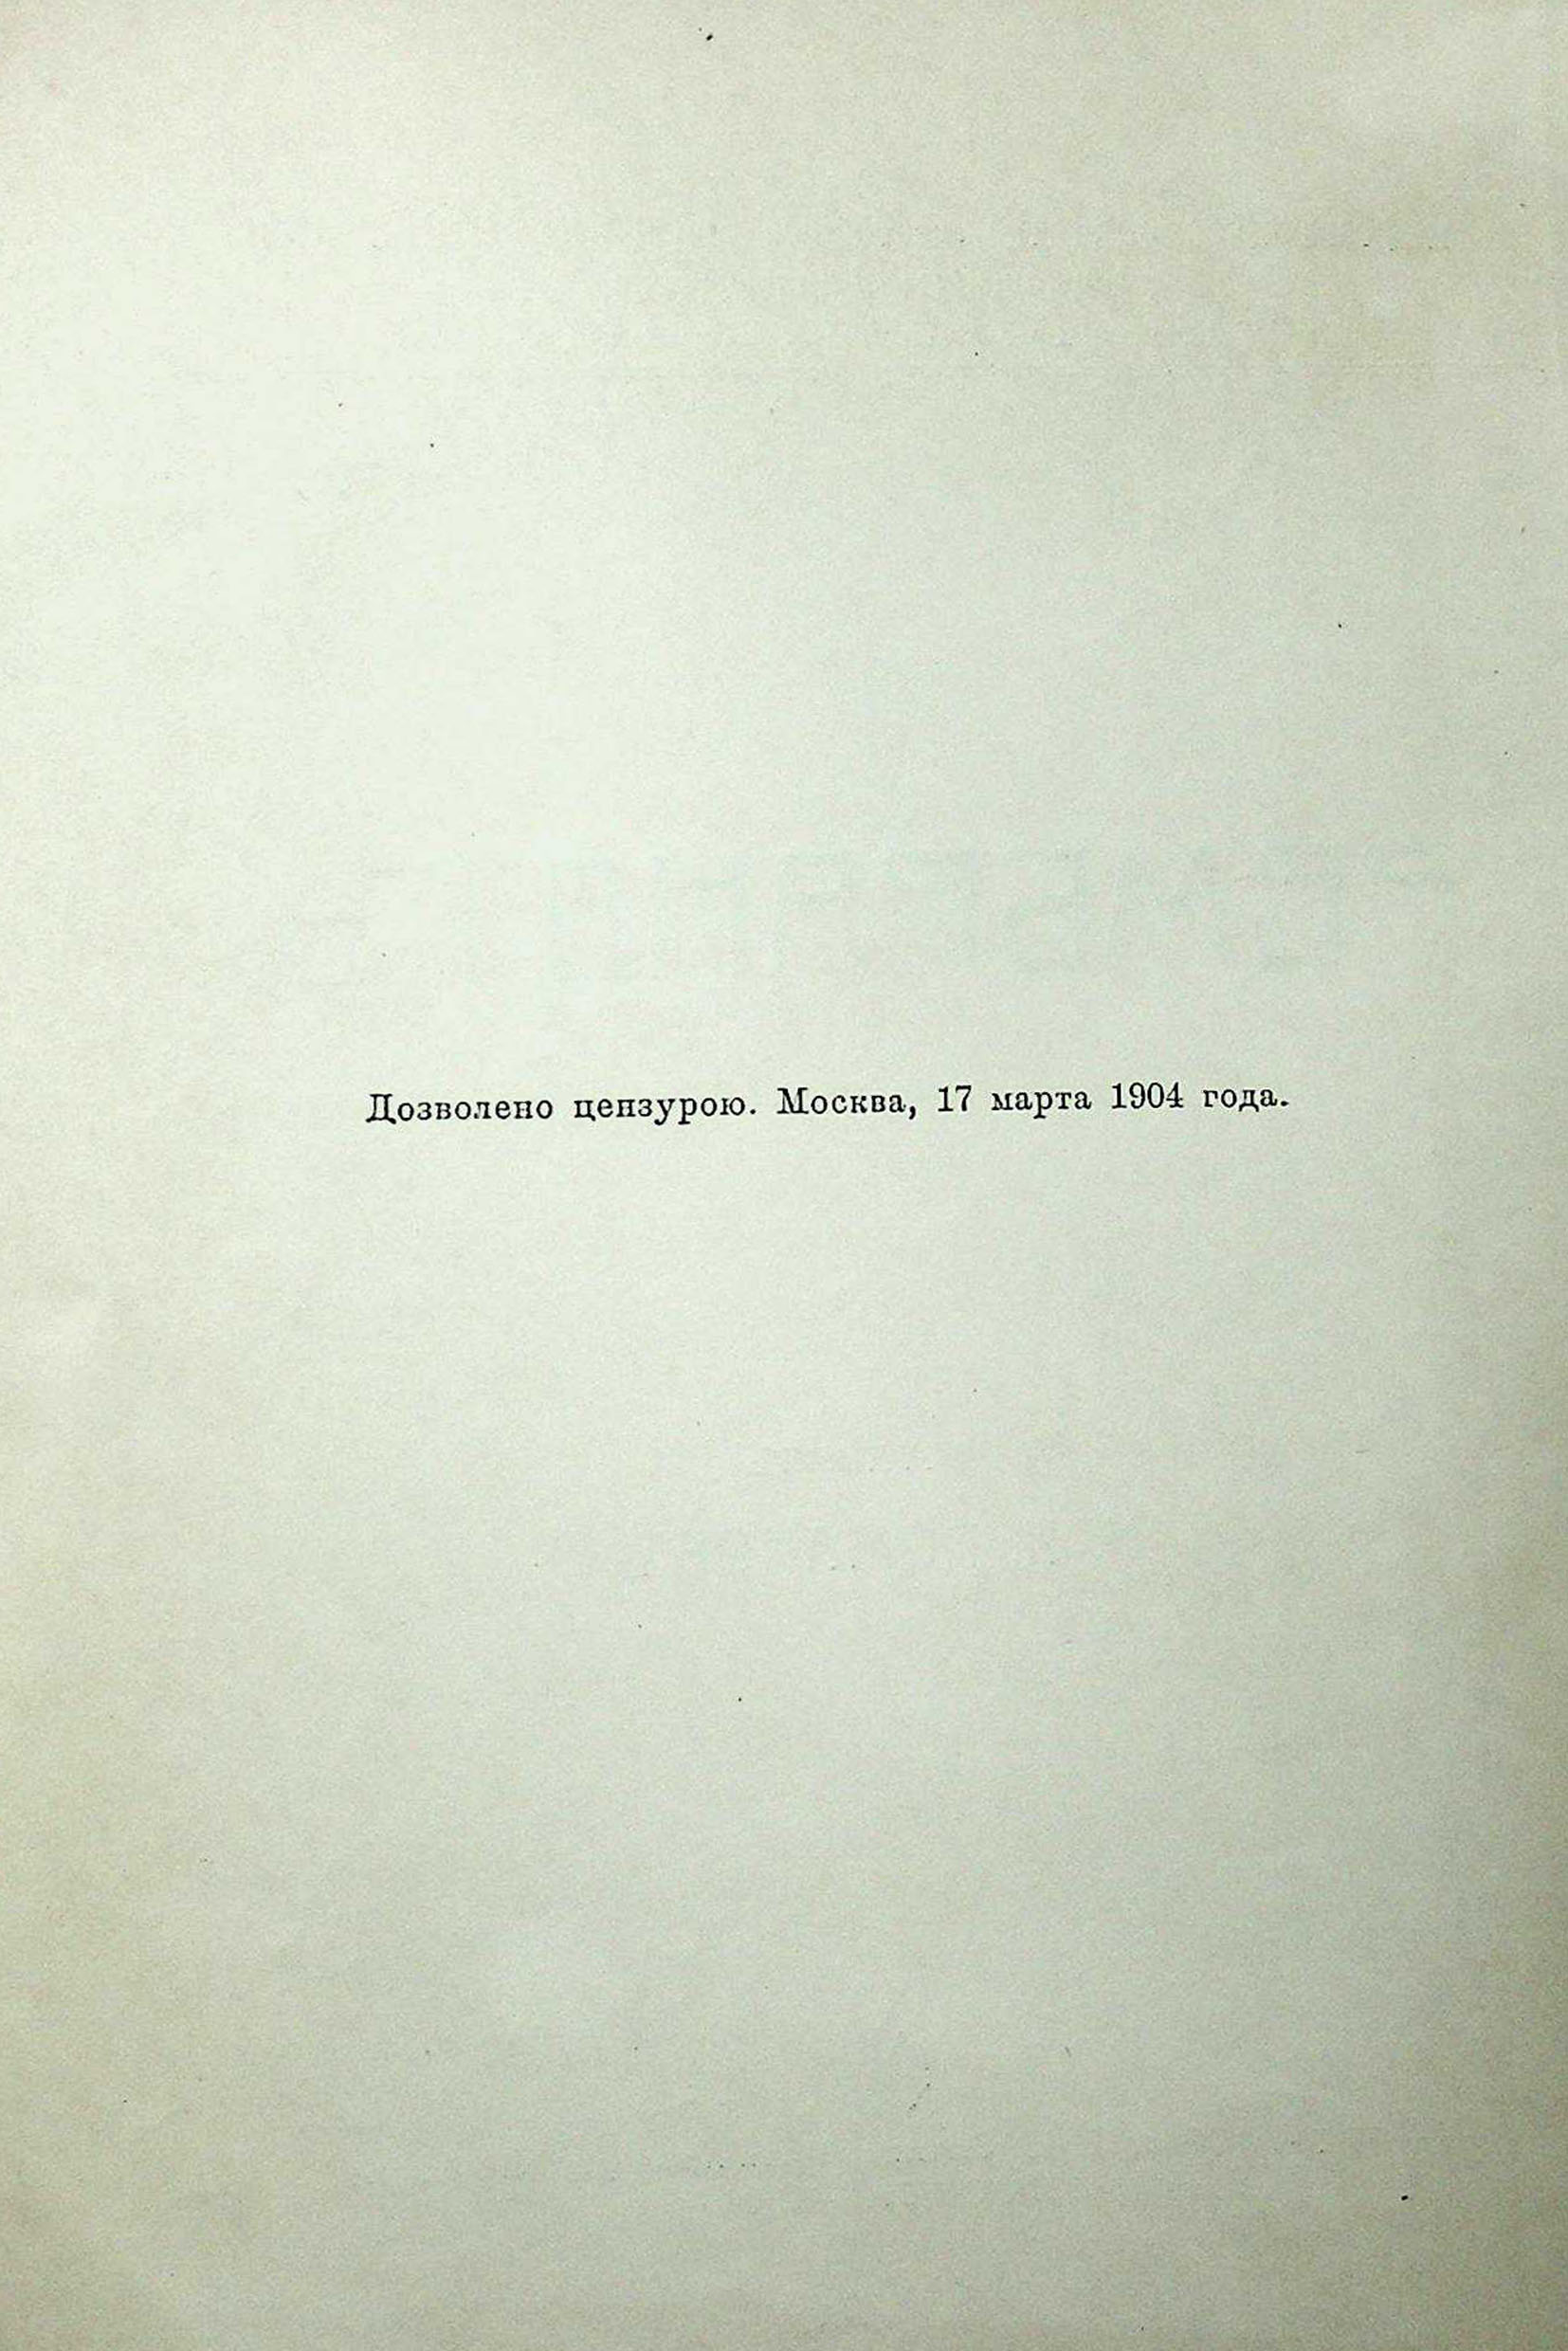 Дозволено цензурою. Москва, 17 марта 1904 года.